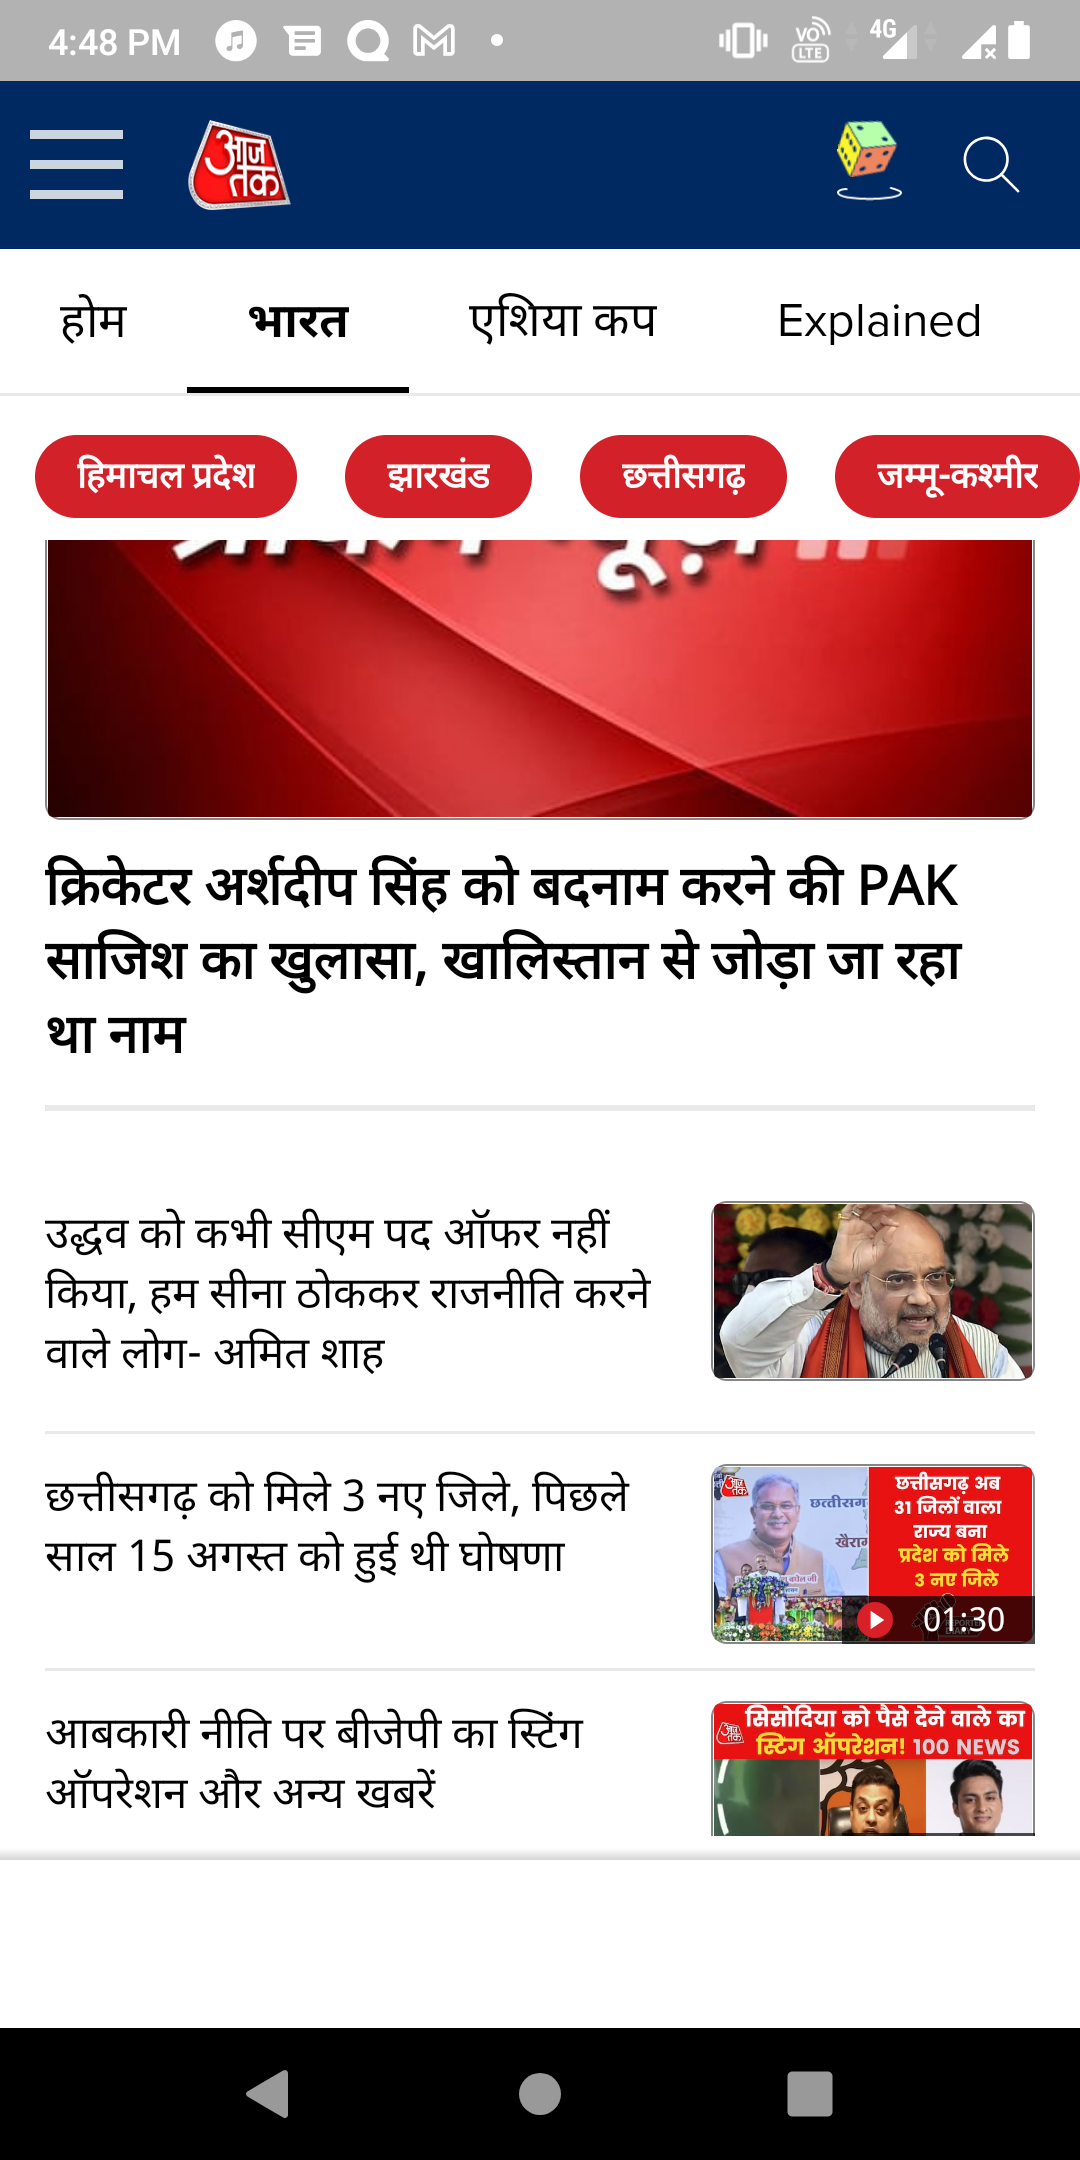 4:48 PM
VO LTE
4G
आज तक
होम
भारत
एशिया कप
Explained
हिमाचल प्रदेश
झारखंड
छत्तीसगढ़
जम्मू-कश्मीर
क्रिकेटर अर्शदीप सिंह को बदनाम करने की PAK
साजिश का खुलासा, खालिस्तान से जोड़ा जा रहा
था नाम
उद्धव को कभी सीएम पद ऑफर नहीं
किया, हम सीना ठोककर राजनीति करने
वाले लोग- अमित शाह
छत्तीसगढ़ को मिले 3 नए जिले, पिछले
साल 15 अगस्त को हुई थी घोषणा
आज तक
छत्तीसगढ़ अब
31 जिलों वाला
राज्य बना
प्रदेश को मिले
3 नए जिले
01:30
आबकारी नीति पर बीजेपी का स्टिंग
ऑपरेशन और अन्य खबरें
आज तक
सिसोदिया को पैसे देने वाले का
स्टिंग ऑपरेशन! 100 NEWS